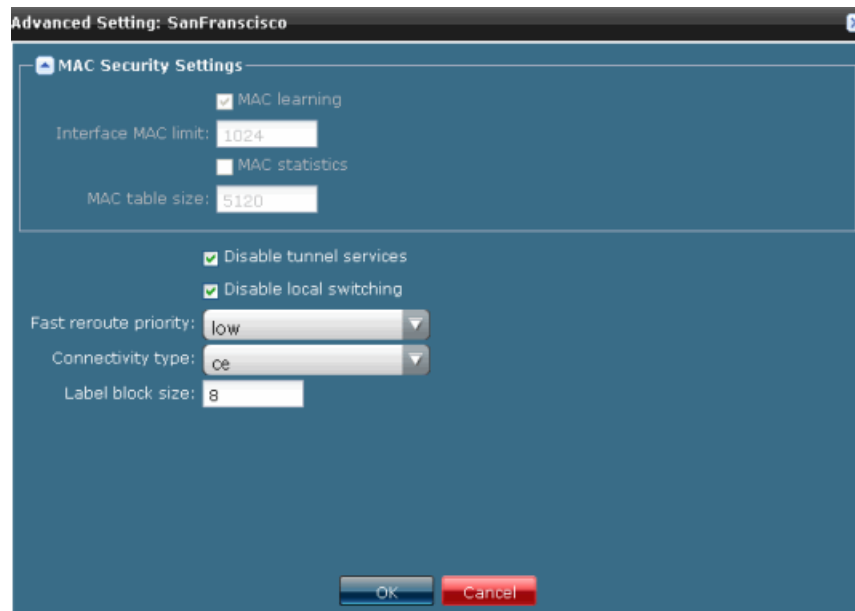 Advanced Setting: SanFranscisco
MAC Security Settings
MAC learning
Interface MAC limit: 1024
MAC statistics
MAC table size: 5120
Disable tunnel services
Disable local switching
Fast reroute priority: low
Connectivity type: ce
Label block size: 8
OK Cancel